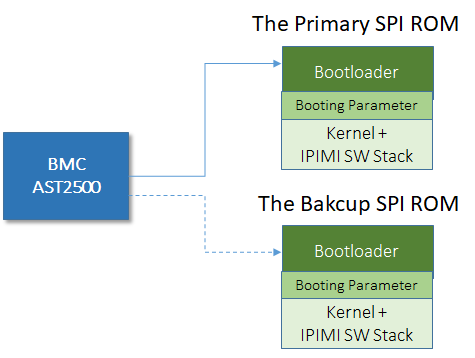 The Primary SPI ROM
Bootloader
Booting Parameter
Kernel +
IPIMI SW Stack
BMC
AST2500
The Bakcup SPI ROM
Bootloader
Booting Parameter
Kernel +
IPIMI SW Stack